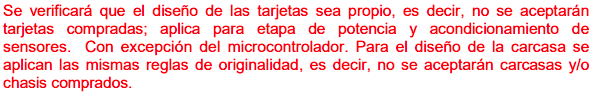 Se verificará que el diseño de las tarjetas sea propio, es decir, no se aceptarán
tarjetas compradas; aplica para etapa de potencia y acondicionamiento de
sensores. Con excepción del microcontrolador. Para el diseño de la carcasa se
aplican las mismas reglas de originalidad, es decir, no se aceptarán carcasas y/o
chasis comprados.